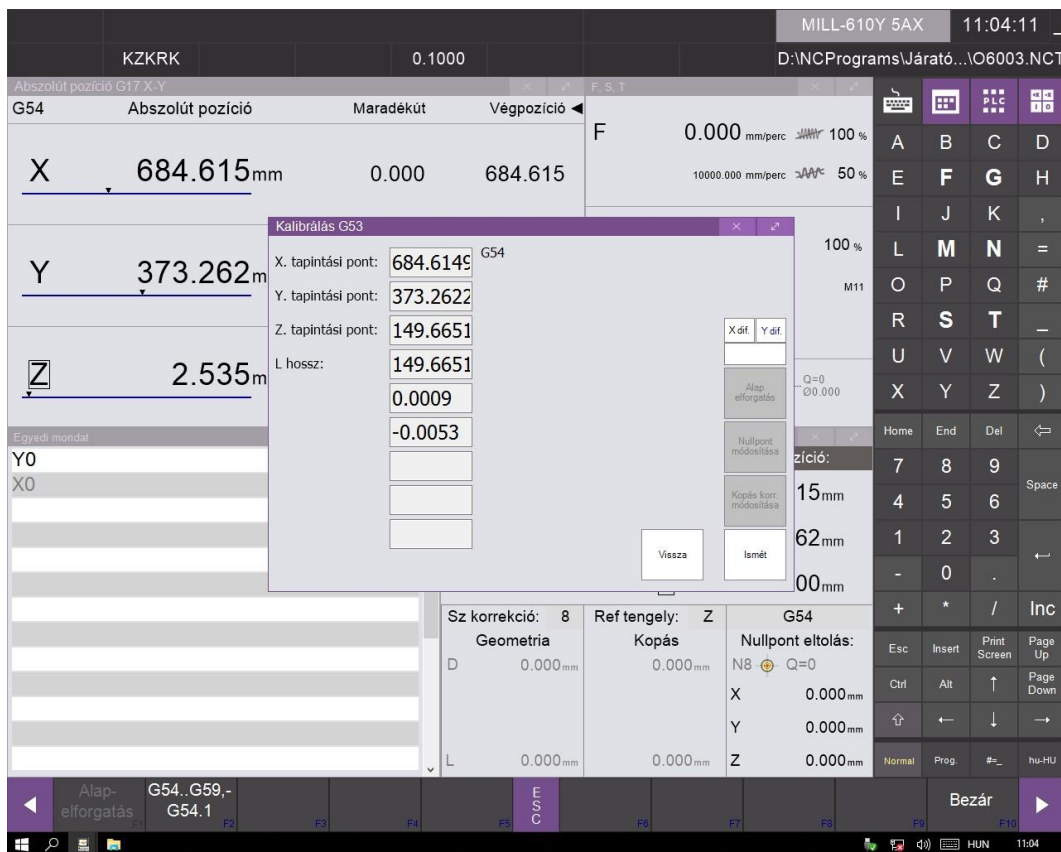 MILL-610Y 5AX 11:04:11
KZKRK 0.1000 D:\NCPrograms\Járató...\O6003.NCT
Abszolút pozíció G17 X-Y
G54 Abszolút pozíció Maradékút Végpozíció
X 684.615mm 0.000 684.615
Y 373.262m
Z 2.535m
F, S, T
F 0.000 mm/perc 100 %
10000.000 mm/perc 50 %
100 %
M11
Q=0
Ø0.000
Kalibrálás G53
X. tapintási pont: 684.6149 G54
Y. tapintási pont: 373.2622
Z. tapintási pont: 149.6651
L hossz: 149.6651
0.0009
-0.0053
X dif. Y dif.
Alap
elforgatás
Nullpont
módosítása
Kopás korr.
módosítása
Vissza Ismét
Egyedi mondat
Y0
X0
zíció:
15mm
62mm
00mm
Sz korrekció: 8 Ref tengely: Z G54
Geometria Kopás Nullpont eltolás:
D 0.000mm 0.000mm N8 Q=0
X 0.000mm
Y 0.000mm
L 0.000mm 0.000mm Z 0.000mm
PLC
A B C D
E F G H
I J K ,
L M N =
O P Q #
R S T _
U V W (
X Y Z )
Home End Del
7 8 9 Space
4 5 6
1 2 3
- 0 .
+ * / Inc
Esc Insert Print Screen Page Up
Ctrl Alt ↑ Page Down
← ↓ →
Normal Prog. #=_ hu-HU
Alap-
elforgatás F1
G54..G59,-
G54.1 F2
F3 F4 F5
ESC
F6 F7 F8 F9
Bezár F10
HUN 11:04